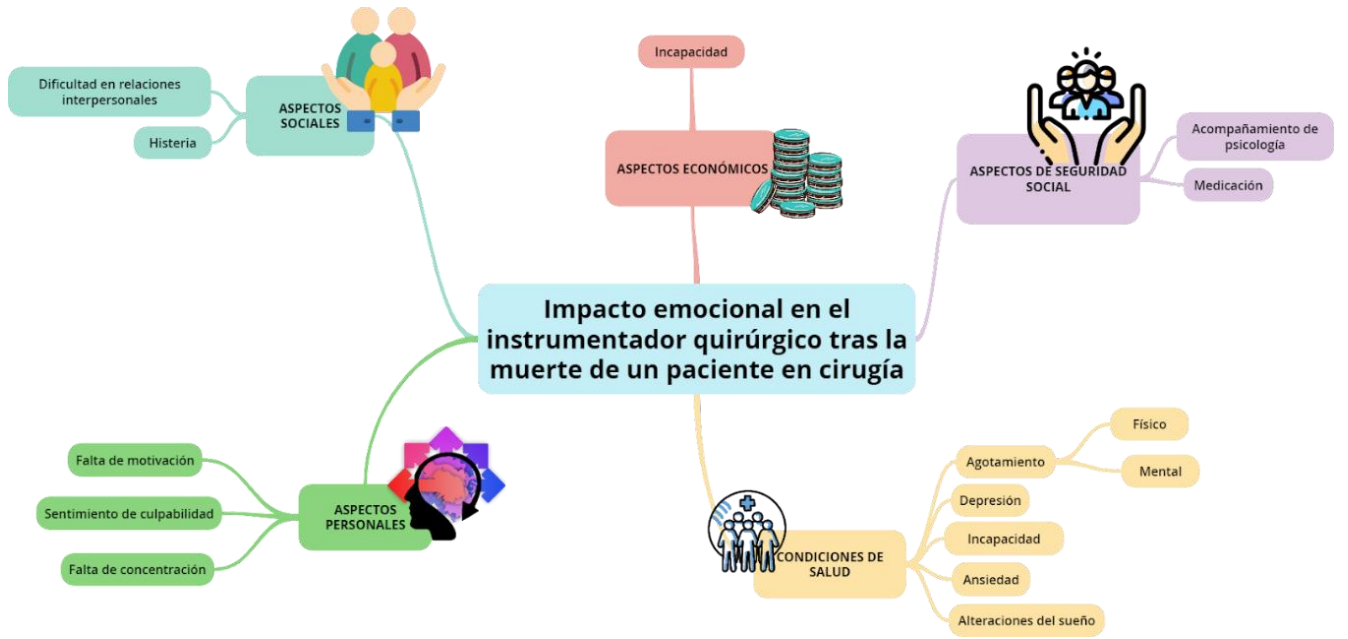 Impacto emocional en el
instrumentador quirúrgico tras la
muerte de un paciente en cirugía
ASPECTOS
SOCIALES
Dificultad en relaciones
interpersonales
Histeria
ASPECTOS ECONÓMICOS
Incapacidad
ASPECTOS DE SEGURIDAD
SOCIAL
Acompañamiento de
psicología
Medicación
ASPECTOS
PERSONALES
Falta de motivación
Sentimiento de culpabilidad
Falta de concentración
CONDICIONES DE
SALUD
Agotamiento
Físico
Mental
Depresión
Incapacidad
Ansiedad
Alteraciones del sueño